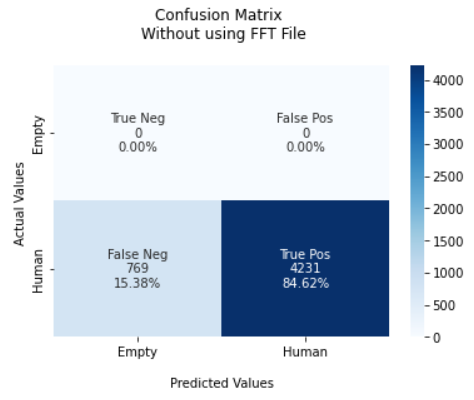 Confusion Matrix
Without using FFT File
True Neg
0
0.00%
False Pos
0
0.00%
False Neg
769
15.38%
True Pos
4231
84.62%
Empty
Human
Actual Values
Empty
Human
Predicted Values
4000
3500
3000
2500
2000
1500
1000
500
0